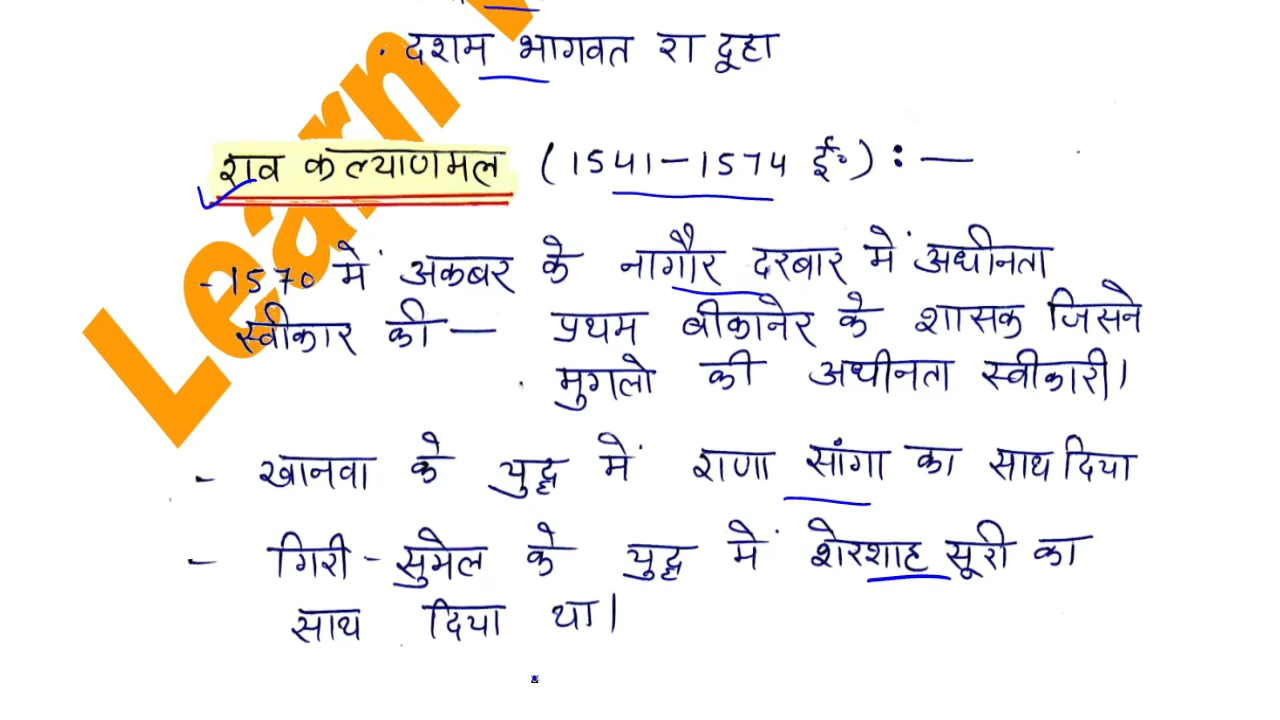 · दशम भागवत रा दूहा
राव कल्याणमल (1541-1574 ई॰) : —
- 1570 में अकबर के नागौर दरबार में अधीनता
स्वीकार की — प्रथम बीकानेर के शासक जिसने
मुगलो की अधीनता स्वीकारी।
- खानवा के युद्ध में राणा सांगा का साथ दिया
- गिरी-सुमेल के युद्ध में शेरशाह सूरी का
साथ दिया था।
Learn